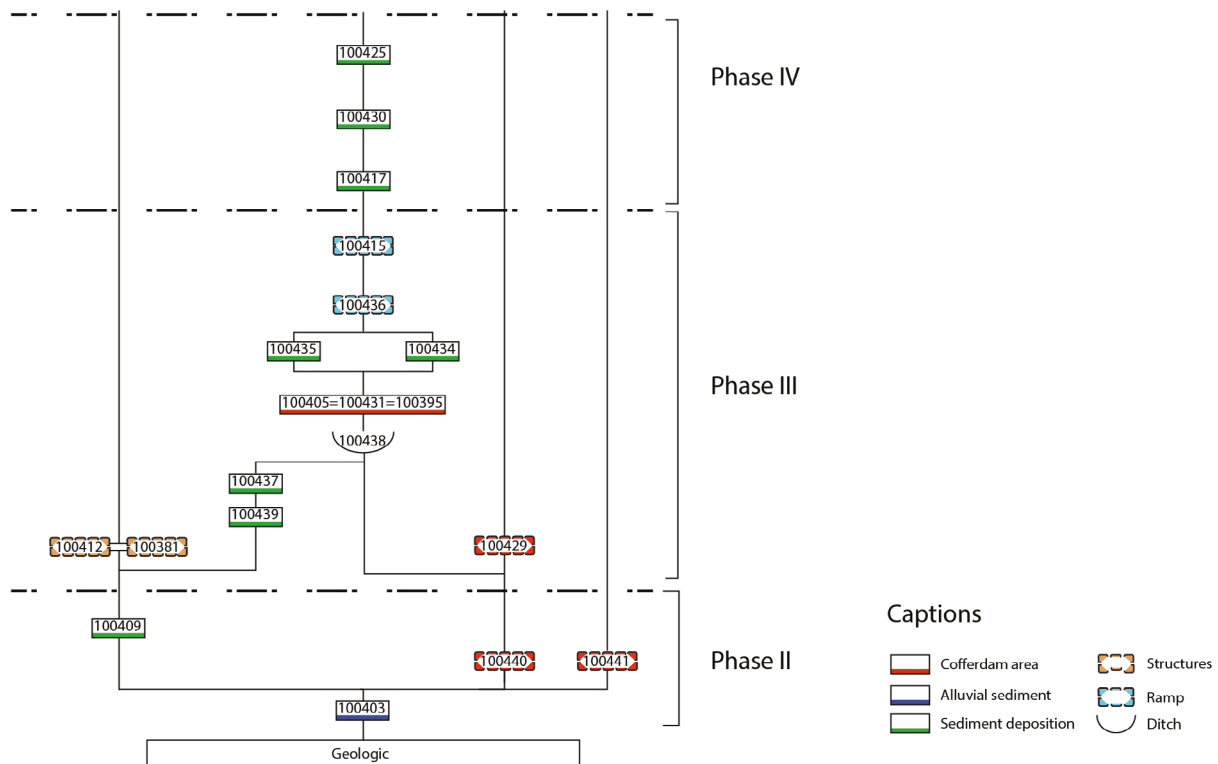 100425
Phase IV
100430
100417
100415
100436
100435
100434
Phase III
100405=100431=100395
100438
100437
100439
100412
100381
100429
100409
Captions
100440
100441
Phase II
Cofferdam area
Structures
Alluvial sediment
Ramp
100403
Sediment deposition
Ditch
Geologic